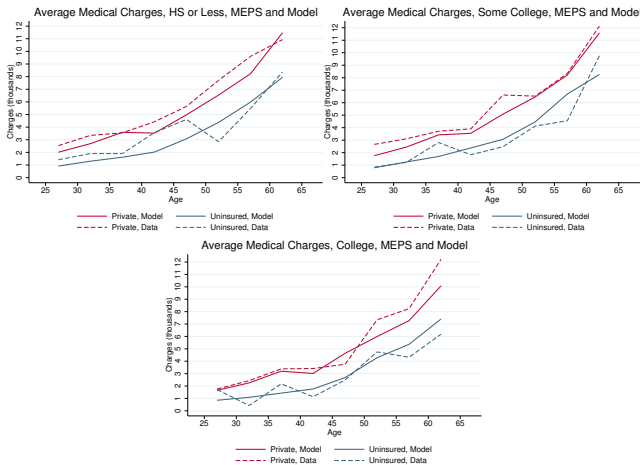 Average Medical Charges, HS or Less, MEPS and Model
Charges (thousands)
12
11
10
9
8
7
6
5
4
3
2
1
0
25 30 35 40 45 50 55 60 65
Age
Private, Model Uninsured, Model
Private, Data Uninsured, Data
Average Medical Charges, Some College, MEPS and Model
Charges (thousands)
12
11
10
9
8
7
6
5
4
3
2
1
0
25 30 35 40 45 50 55 60 65
Age
Private, Model Uninsured, Model
Private, Data Uninsured, Data
Average Medical Charges, College, MEPS and Model
Charges (thousands)
12
11
10
9
8
7
6
5
4
3
2
1
0
25 30 35 40 45 50 55 60 65
Age
Private, Model Uninsured, Model
Private, Data Uninsured, Data